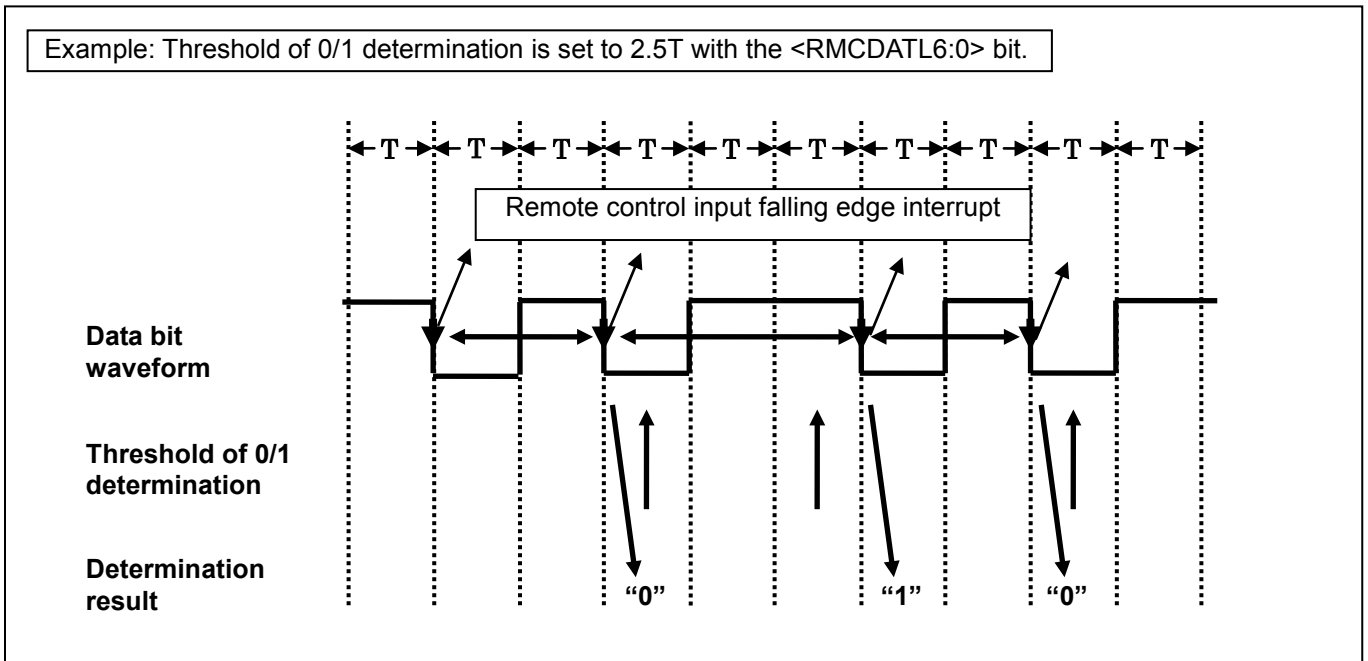 Example: Threshold of 0/1 determination is set to 2.5T with the <RMCDATL6:0> bit.
T T T T T T T T T T
Remote control input falling edge interrupt
Data bit
waveform
Threshold of 0/1
determination
Determination
result
“0” “1” “0”